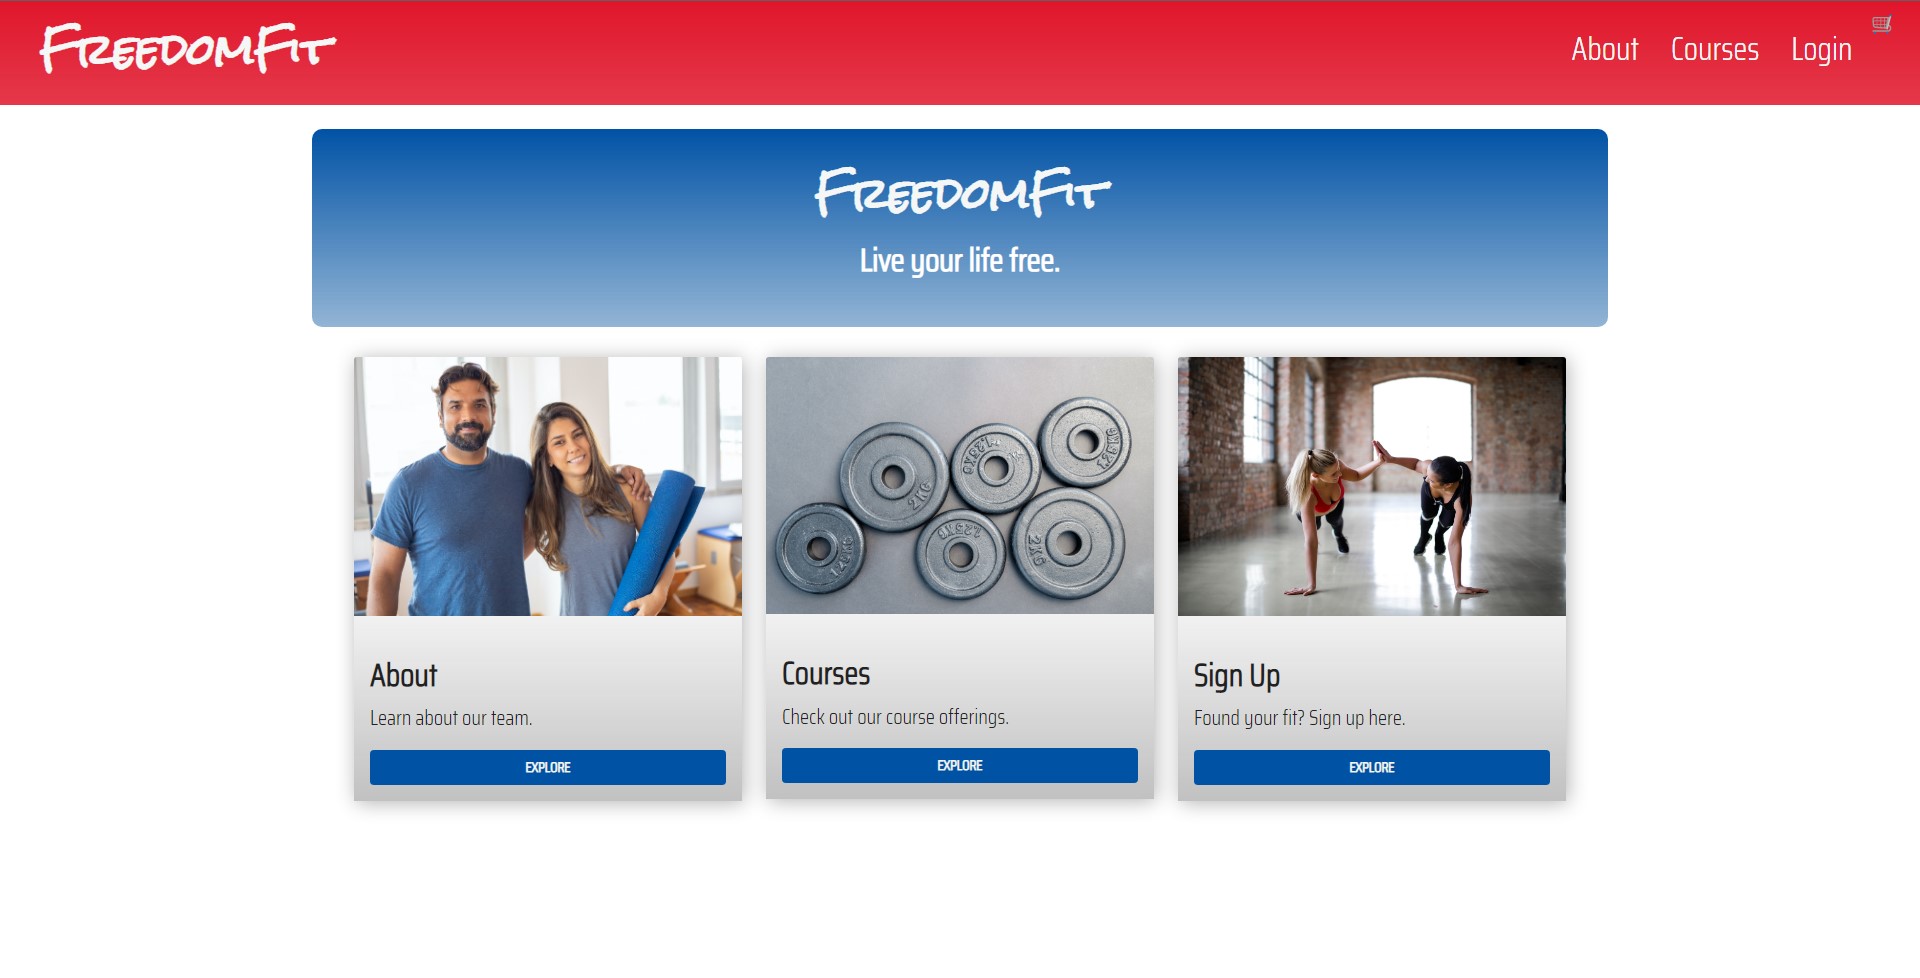 FreedomFit
About Courses Login
FreedomFit
Live your life free.
2KG
1.25KG
1.25KG
1.25KG
1.25KG
2KG
About
Learn about our team.
EXPLORE
Courses
Check out our course offerings.
EXPLORE
Sign Up
Found your fit? Sign up here.
EXPLORE